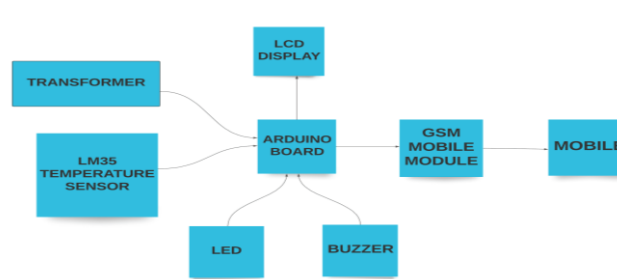 LCD
DISPLAY
TRANSFORMER
ARDUINO
BOARD
GSM
MOBILE
MODULE
MOBILE
LM35
TEMPERATURE
SENSOR
LED
BUZZER